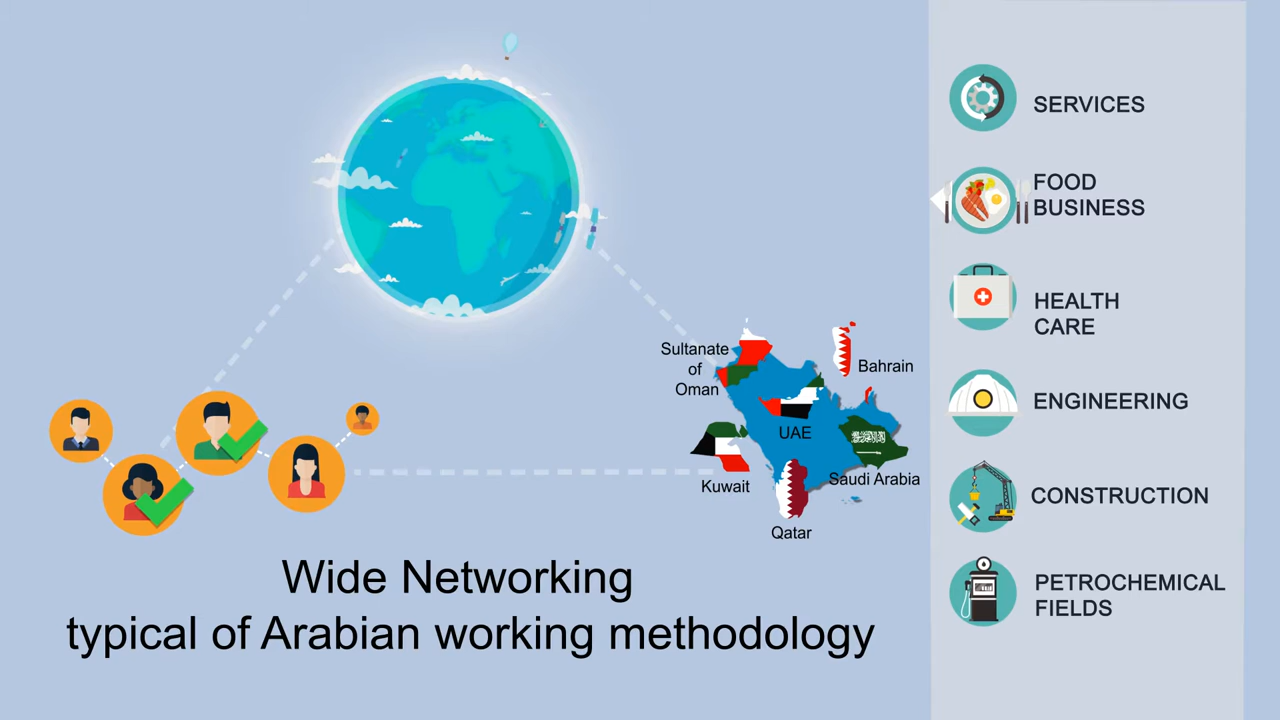 Sultanate
of
Oman
Bahrain
UAE
Kuwait
Saudi Arabia
Qatar
Wide Networking
typical of Arabian working methodology
SERVICES
FOOD
BUSINESS
HEALTH
CARE
ENGINEERING
CONSTRUCTION
PETROCHEMICAL
FIELDS